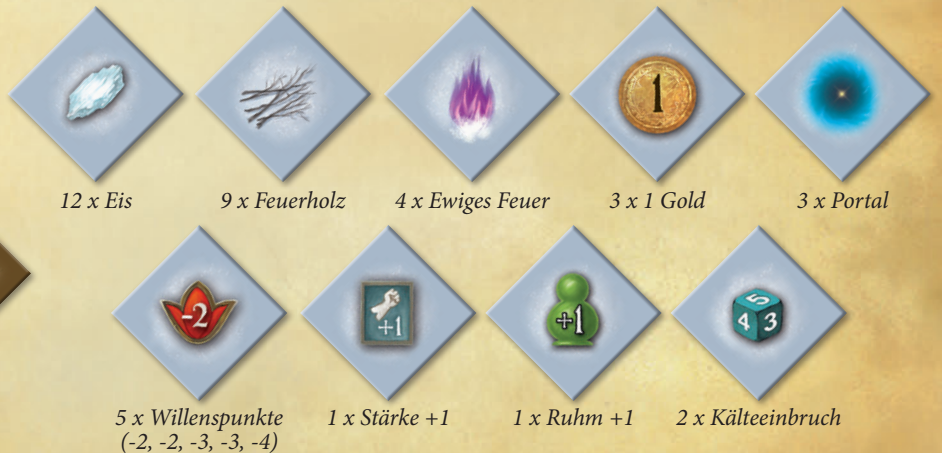 1
12 x Eis
9 x Feuerholz
4 x Ewiges Feuer
3 x 1 Gold
3 x Portal
-2
+1
+1
5
4 3
5 x Willenspunkte
(-2, -2, -3, -3, -4)
1 x Stärke +1
1 x Ruhm +1
2 x Kälteeinbruch